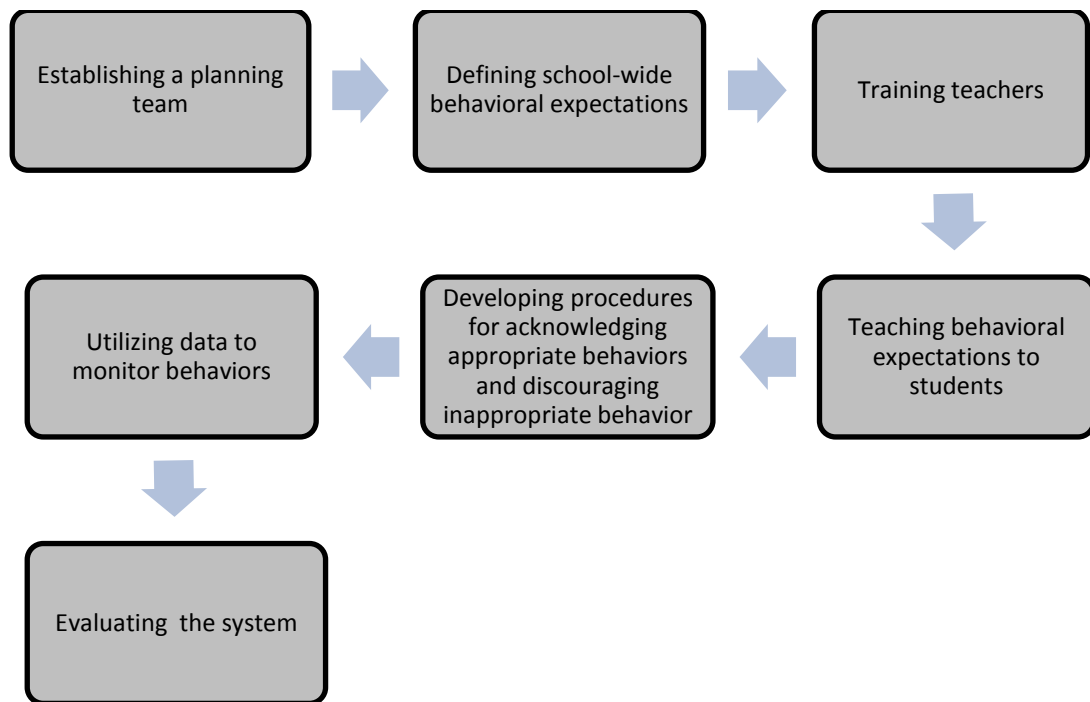 Establishing a planning
team
Defining school-wide
behavioral expectations
Training teachers
Teaching behavioral
expectations to
students
Developing procedures
for acknowledging
appropriate behaviors
and discouraging
inappropriate behavior
Utilizing data to
monitor behaviors
Evaluating  the system